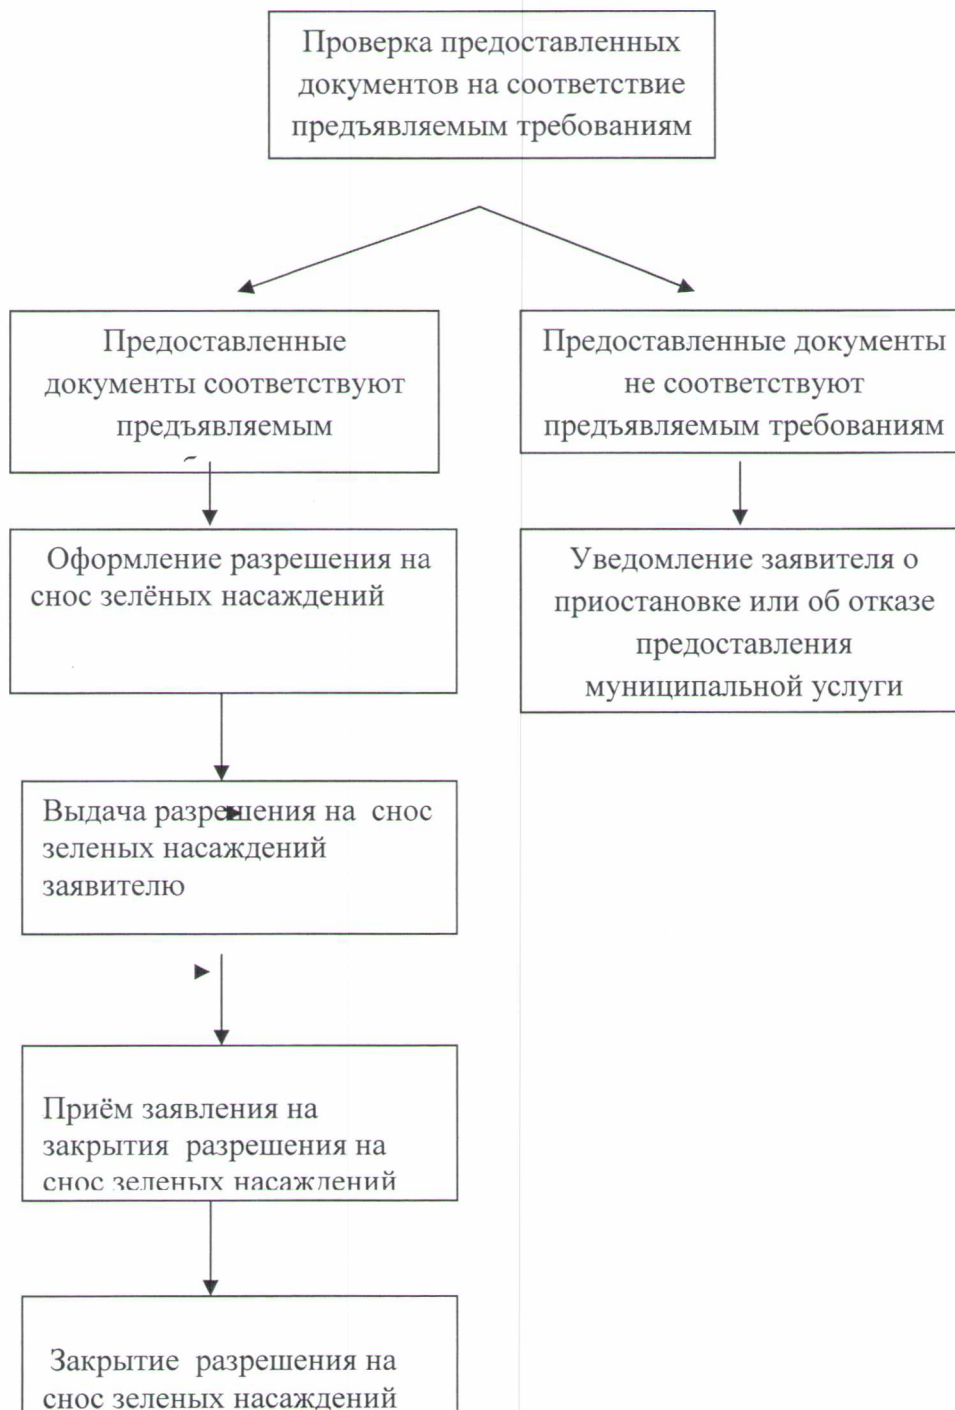 Проверка предоставленных
документов на соответствие
предъявляемым требованиям
Предоставленные
документы соответствуют
предъявляемым
Предоставленные документы
не соответствуют
предъявляемым требованиям
Оформление разрешения на
снос зелёных насаждений
Уведомление заявителя о
приостановке или об отказе
предоставления
муниципальной услуги
Выдача разрешения на снос
зеленых насаждений
заявителю
Приём заявления на
закрытия разрешения на
снос зеленых насаждений
Закрытие разрешения на
снос зеленых насаждений